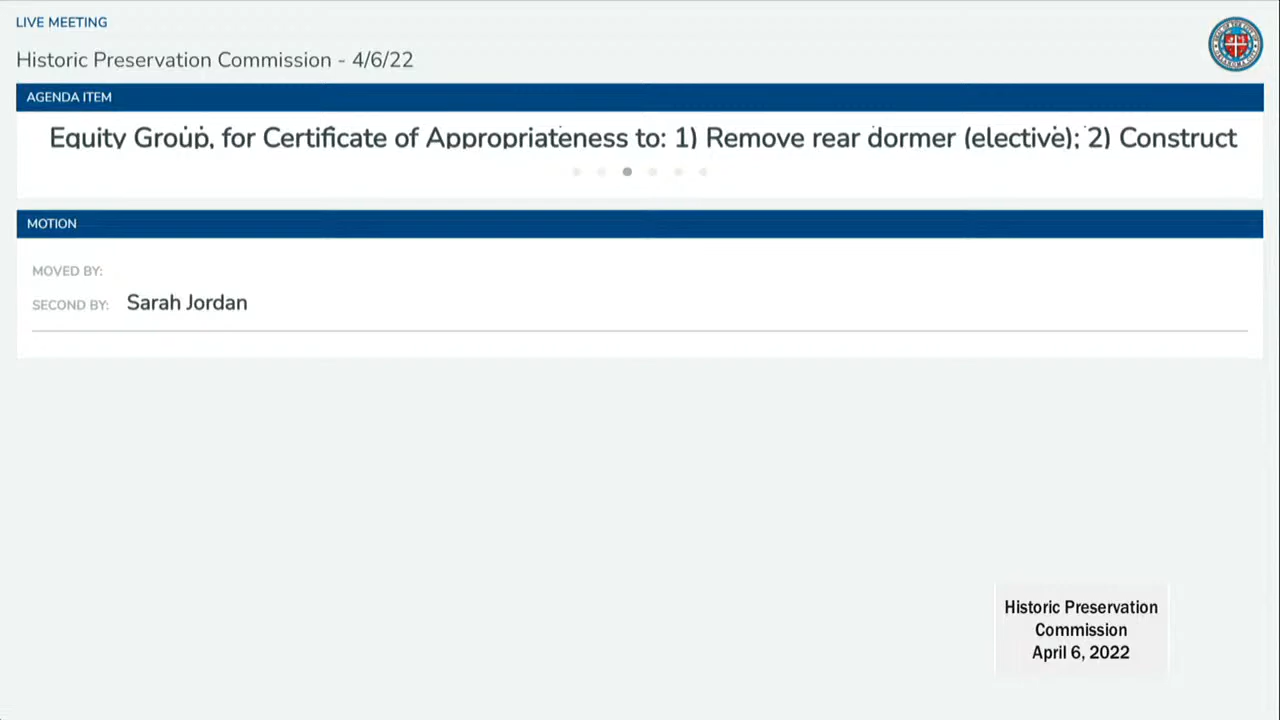 LIVE MEETING
Historic Preservation Commission - 4/6/22
AGENDA ITEM
Equity Group, for Certificate of Appropriateness to: 1) Remove rear dormer (elective); 2) Construct
MOTION
MOVED BY:
SECOND BY: Sarah Jordan
Historic Preservation
Commission
April 6, 2022